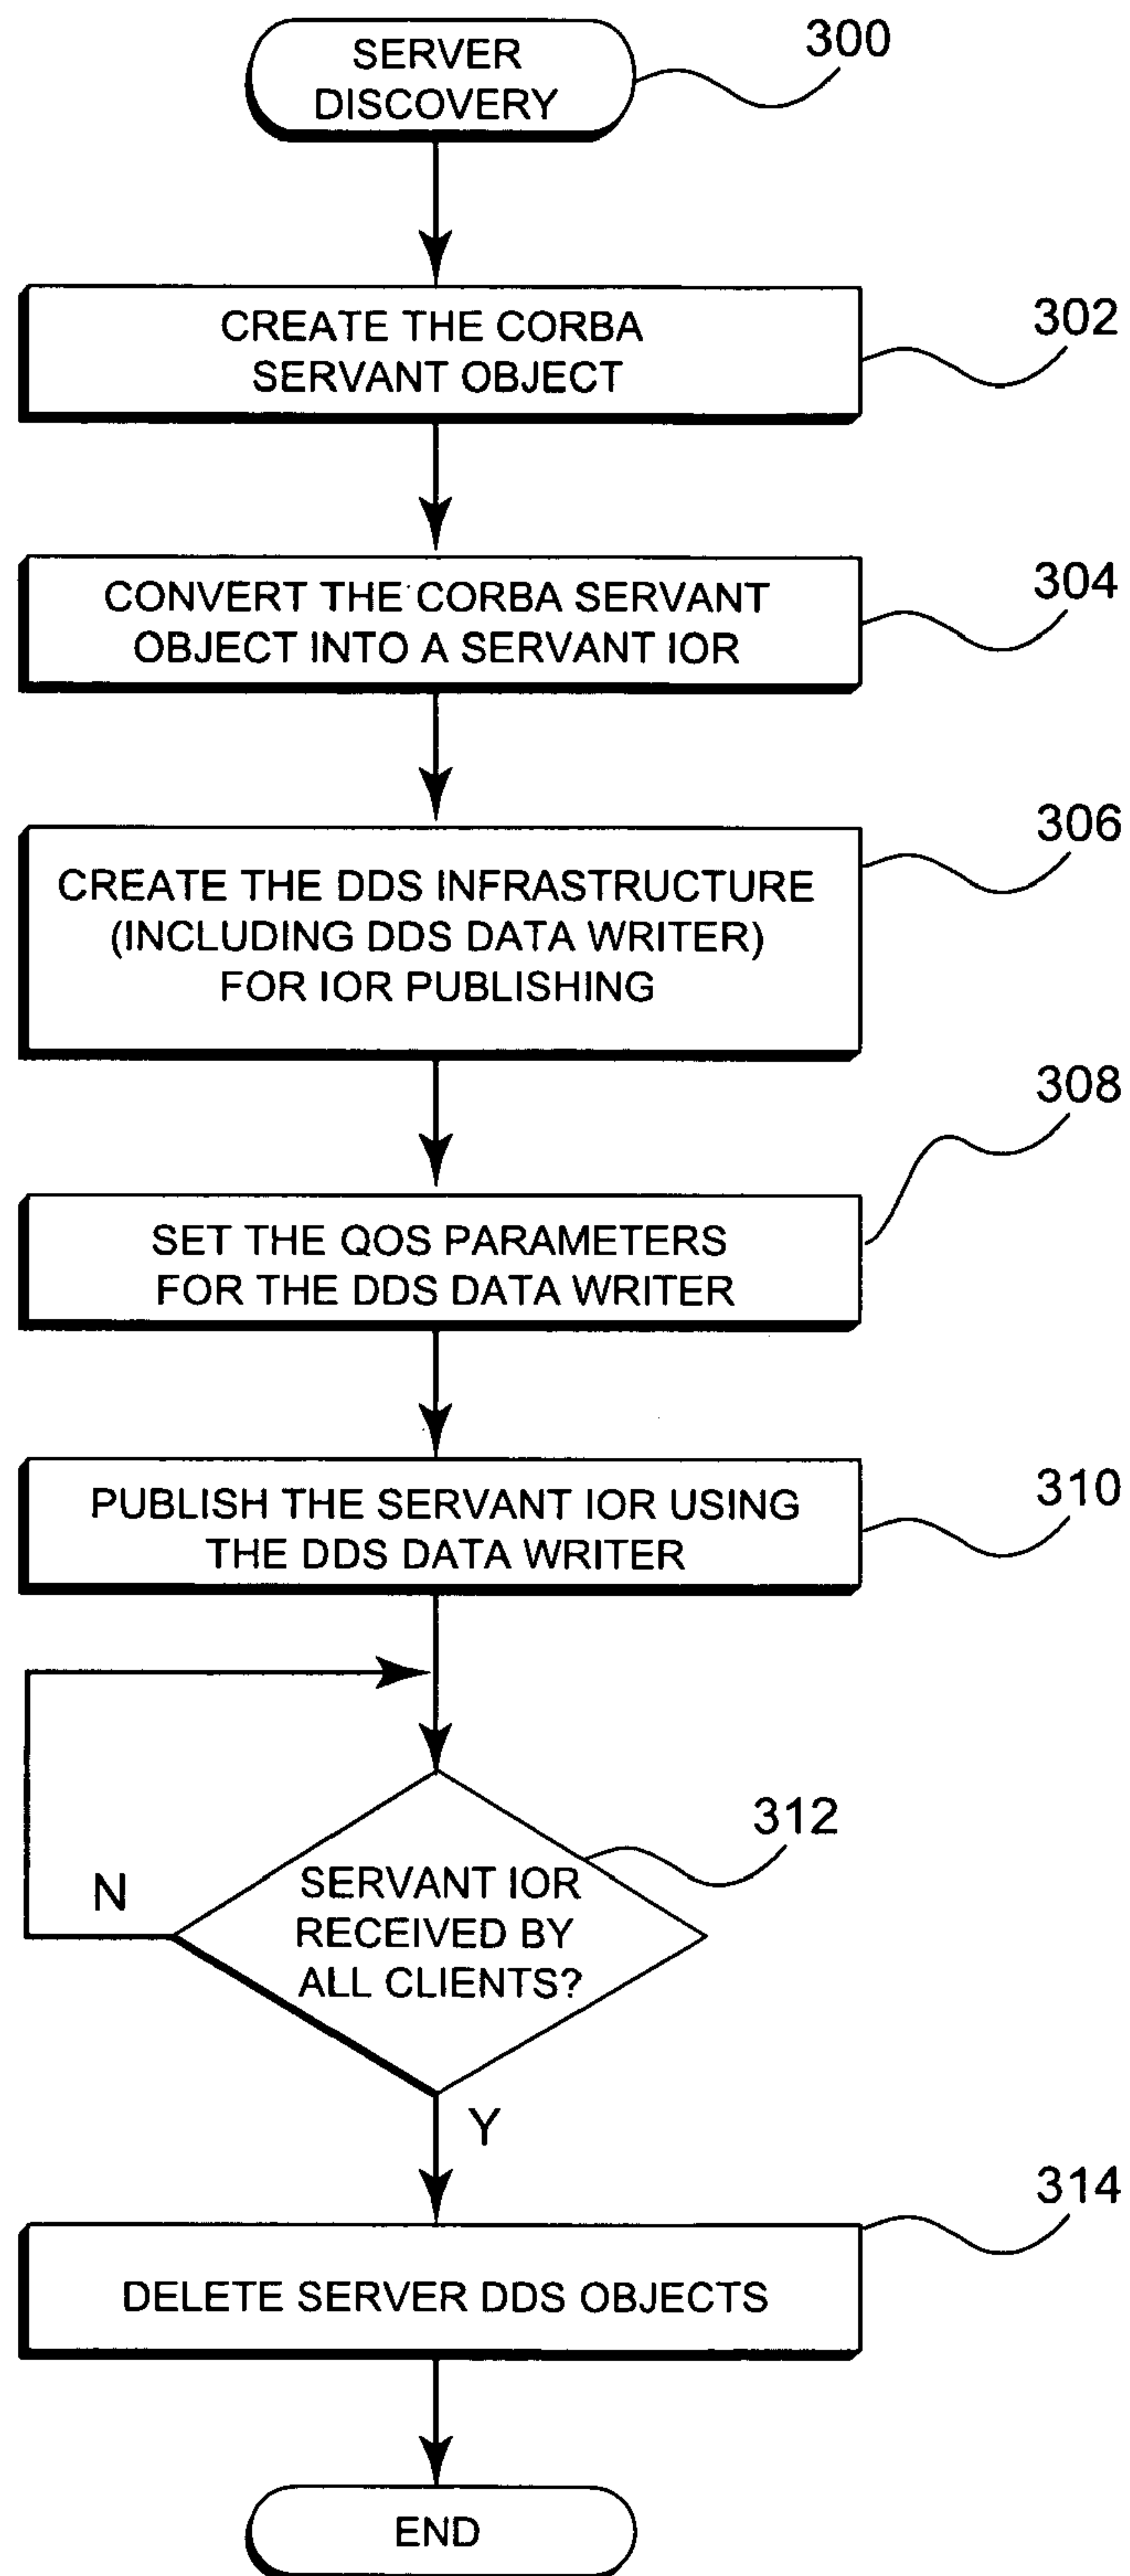 SERVER
DISCOVERY
300
CREATE THE CORBA
SERVANT OBJECT
302
CONVERT THE CORBA SERVANT
OBJECT INTO A SERVANT IOR
304
CREATE THE DDS INFRASTRUCTURE
(INCLUDING DDS DATA WRITER)
FOR IOR PUBLISHING
306
SET THE QOS PARAMETERS
FOR THE DDS DATA WRITER
308
PUBLISH THE SERVANT IOR USING
THE DDS DATA WRITER
310
SERVANT IOR
RECEIVED BY
ALL CLIENTS?
312
N
Y
DELETE SERVER DDS OBJECTS
314
END